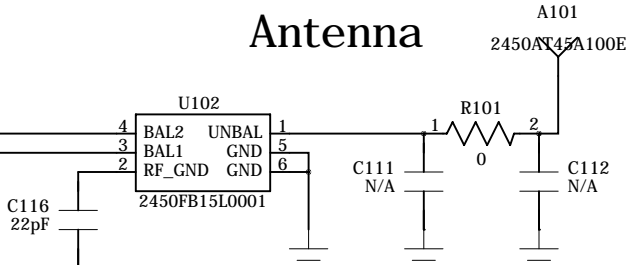 Antenna
A101
2450AT45A100E
U102
R101
4 BAL2 UNBAL 1
3 BAL1 GND 5
2 RF_GND GND 6
1 2
0
2450FB15L0001
C111
N/A
C112
N/A
C116
22pF